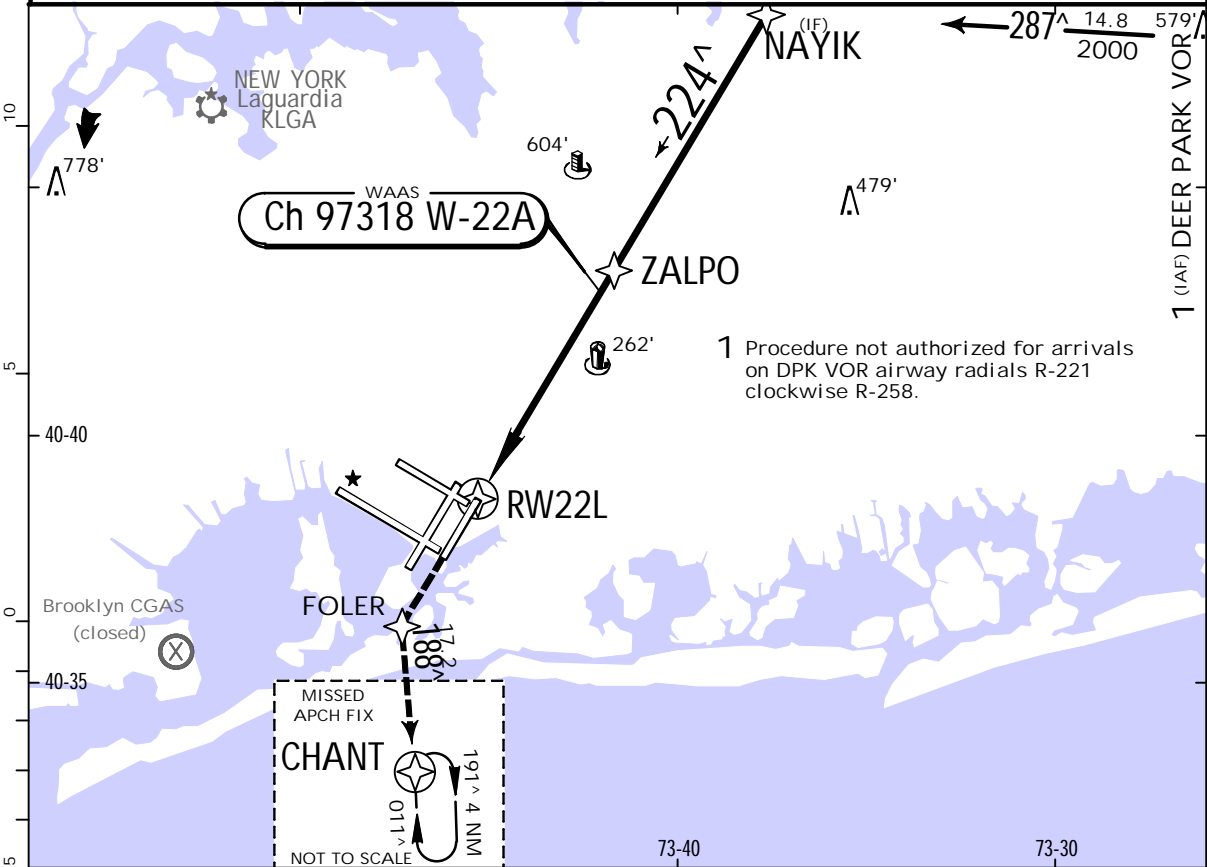 (IF)
NAYIK
287^
14.8
2000
579'
1 (IAF) DEER PARK VOR
NEW YORK
Laguardia
KLGA
224^
10
604'
778'
479'
WAAS
Ch 97318 W-22A
ZALPO
262'
1 Procedure not authorized for arrivals
on DPK VOR airway radials R-221
clockwise R-258.
5
40-40
RW22L
FOLER
0
Brooklyn CGAS
(closed)
17.2
188^
40-35
MISSED
APCH FIX
CHANT
191^ 4 NM
011^
NOT TO SCALE
5
73-40
73-30